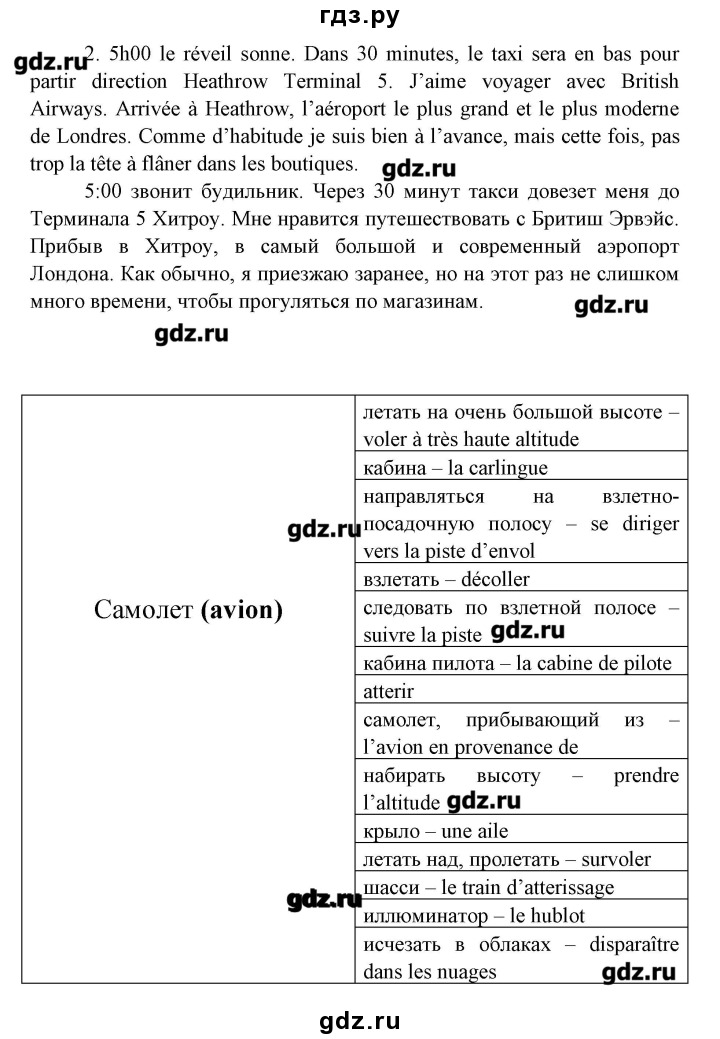 гдз.ру
2. 5h00 le réveil sonne. Dans 30 minutes, le taxi sera en bas pour
gdz.ru
partir direction Heathrow Terminal 5. J’aime voyager avec British
Airways. Arrivée à Heathrow, l’aéroport le plus grand et le plus moderne
de Londres. Comme d’habitude je suis bien à l’avance, mais cette fois, pas
trop la tête à flâner dans les boutiques.
gdz.ru
5:00 звонит будильник. Через 30 минут такси довезет меня до
Терминала 5 Хитроу. Мне нравится путешествовать с Бритиш Эрвэйс.
Прибыв в Хитроу, в самый большой и современный аэропорт
Лондона. Как обычно, я приезжаю заранее, но на этот раз не слишком
много времени, чтобы прогуляться по магазинам.
gdz.ru
gdz.ru
Самолет (avion)
летать на очень большой высоте –
voler à très haute altitude
кабина – la carlingue
направляться на взлетно-
посадочную полосу – se diriger
gdz.ru
vers la piste d’envol
взлетать – décoller
следовать по взлетной полосе –
suivre la piste
gdz.ru
кабина пилота – la cabine de pilote
atterir
самолет, прибывающий из –
l’avion en provenance de
набирать высоту – prendre
l’altitude
gdz.ru
крыло – une aile
летать над, пролетать – survoler
шасси – le train d’atterissage
gdz.ru
иллюминатор – le hublot
исчезать в облаках – disparaître
dans les nuages
gdz.ru
gdz.ru